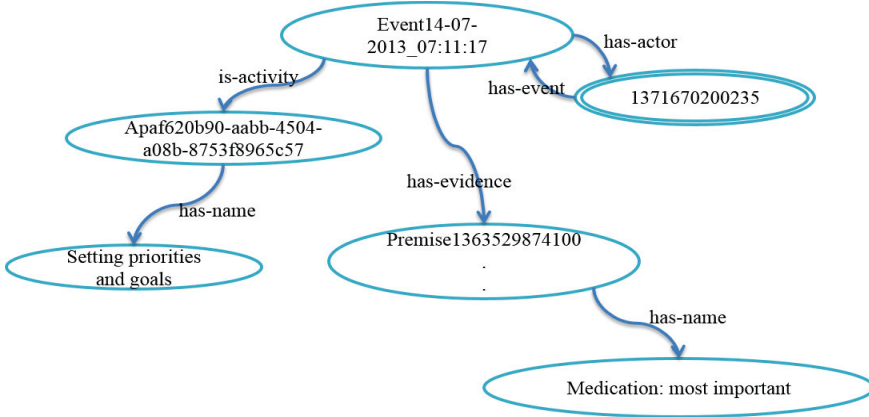 Event14-07-
2013_07:11:17
has-actor
is-activity
has-event
1371670200235
Apaf620b90-aabb-4504-
a08b-8753f8965c57
has-evidence
has-name
Premise1363529874100
.
.
Setting priorities
and goals
has-name
Medication: most important